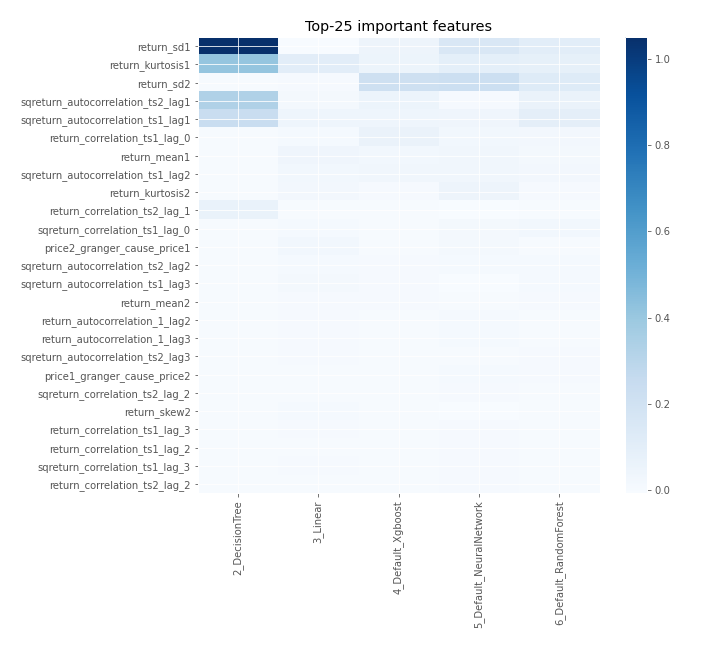 Top-25 important features
return_sd1
return_kurtosis1
return_sd2
sqreturn_autocorrelation_ts2_lag1
sqreturn_autocorrelation_ts1_lag1
return_correlation_ts1_lag_0
return_mean1
sqreturn_autocorrelation_ts1_lag2
return_kurtosis2
return_correlation_ts2_lag_1
sqreturn_correlation_ts1_lag_0
price2_granger_cause_price1
sqreturn_autocorrelation_ts2_lag2
sqreturn_autocorrelation_ts1_lag3
return_mean2
return_autocorrelation_1_lag2
return_autocorrelation_1_lag3
sqreturn_autocorrelation_ts2_lag3
price1_granger_cause_price2
sqreturn_correlation_ts2_lag_2
return_skew2
return_correlation_ts1_lag_3
return_correlation_ts1_lag_2
sqreturn_correlation_ts1_lag_3
return_correlation_ts2_lag_2
2_DecisionTree
3_Linear
4_Default_Xgboost
5_Default_NeuralNetwork
6_Default_RandomForest
1.0
0.8
0.6
0.4
0.2
0.0